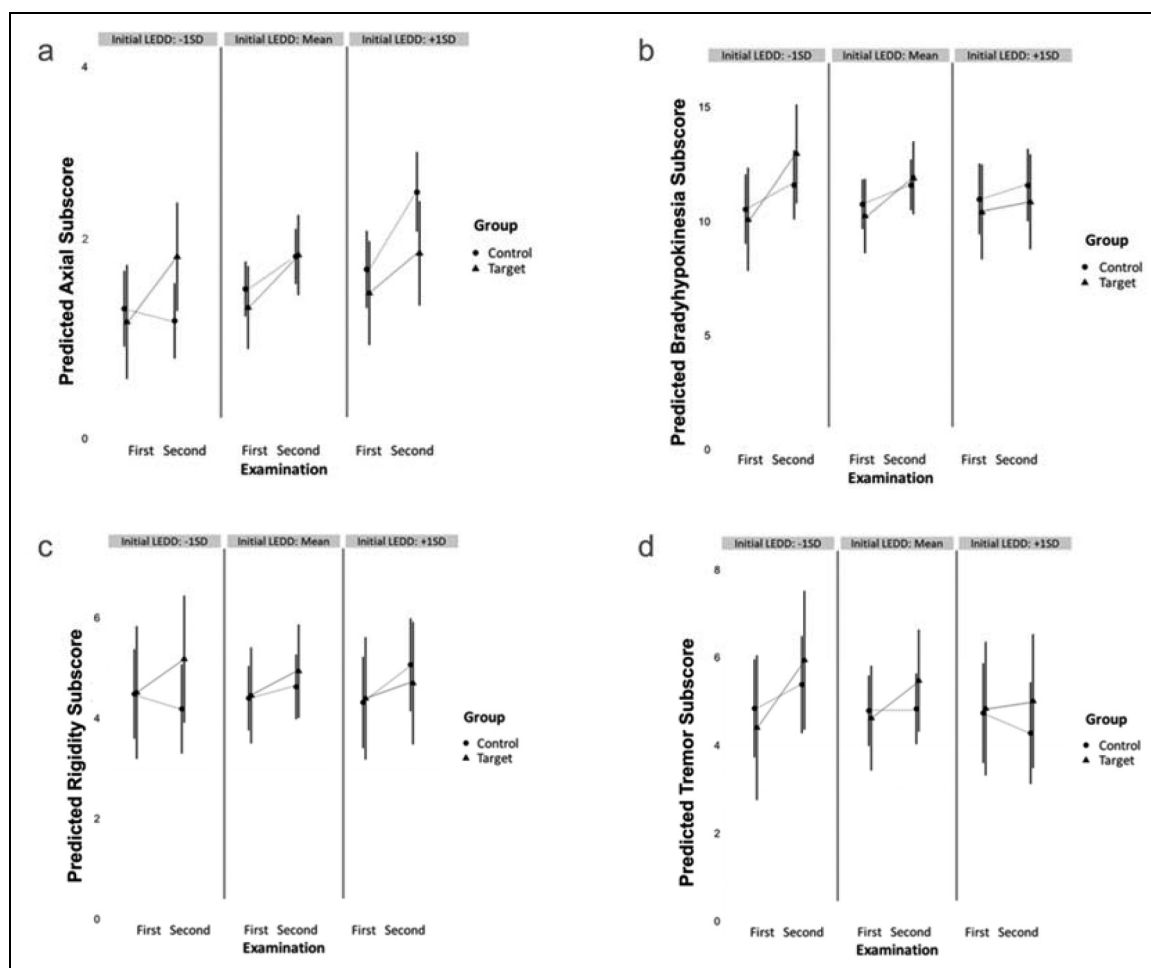 a
Initial LEDD: -1SD Initial LEDD: Mean Initial LEDD: +1SD
4
2
0
Predicted Axial Subscore
Group
Control
Target
First Second First Second First Second
Examination
b
Initial LEDD: -1SD Initial LEDD: Mean Initial LEDD: +1SD
15
10
5
0
Predicted Bradyhypokinesia Subscore
Group
Control
Target
First Second First Second First Second
Examination
c
Initial LEDD: -1SD Initial LEDD: Mean Initial LEDD: +1SD
6
4
2
0
Predicted Rigidity Subscore
Group
Control
Target
First Second First Second First Second
Examination
d
Initial LEDD: -1SD Initial LEDD: Mean Initial LEDD: +1SD
8
6
4
2
0
Predicted Tremor Subscore
Group
Control
Target
First Second First Second First Second
Examination